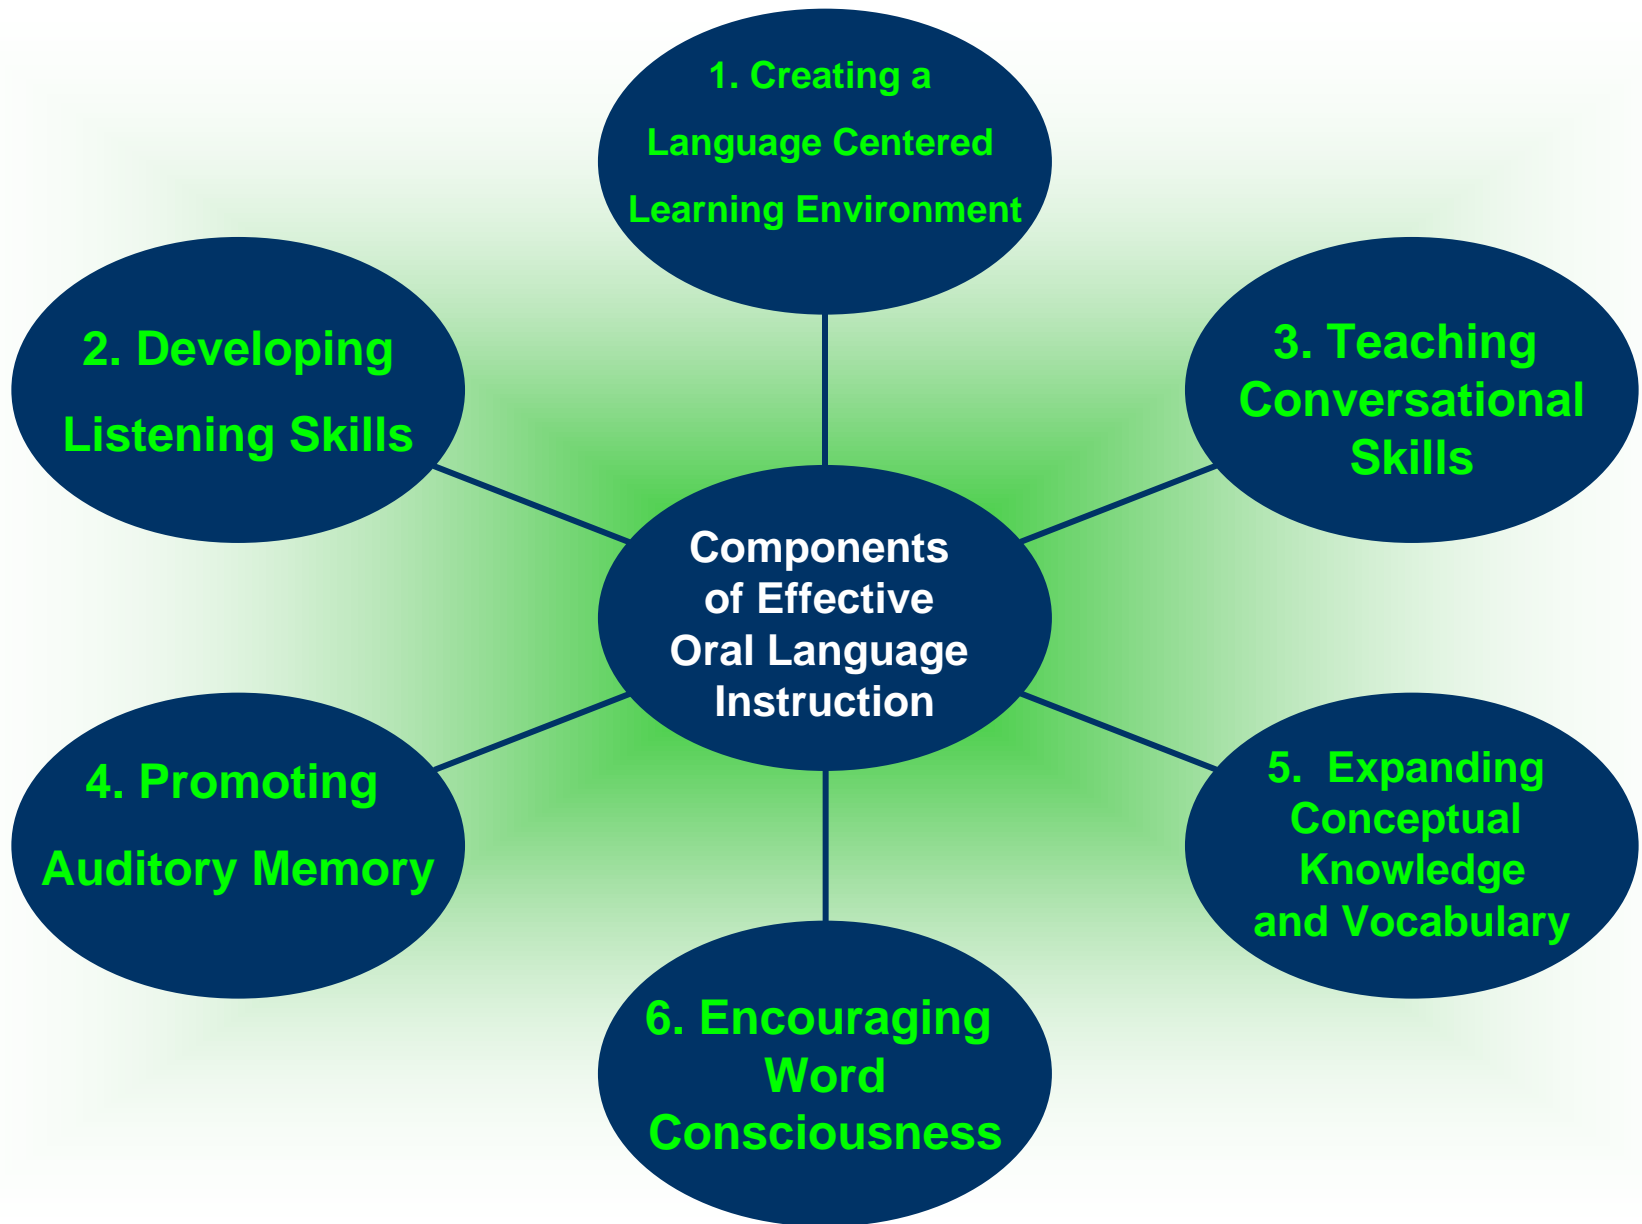 1. Creating a
Language Centered
Learning Environment
2. Developing
Listening Skills
3. Teaching
Conversational
Skills
Components
of Effective
Oral Language
Instruction
4. Promoting
Auditory Memory
5. Expanding
Conceptual
Knowledge
and Vocabulary
6. Encouraging
Word
Consciousness